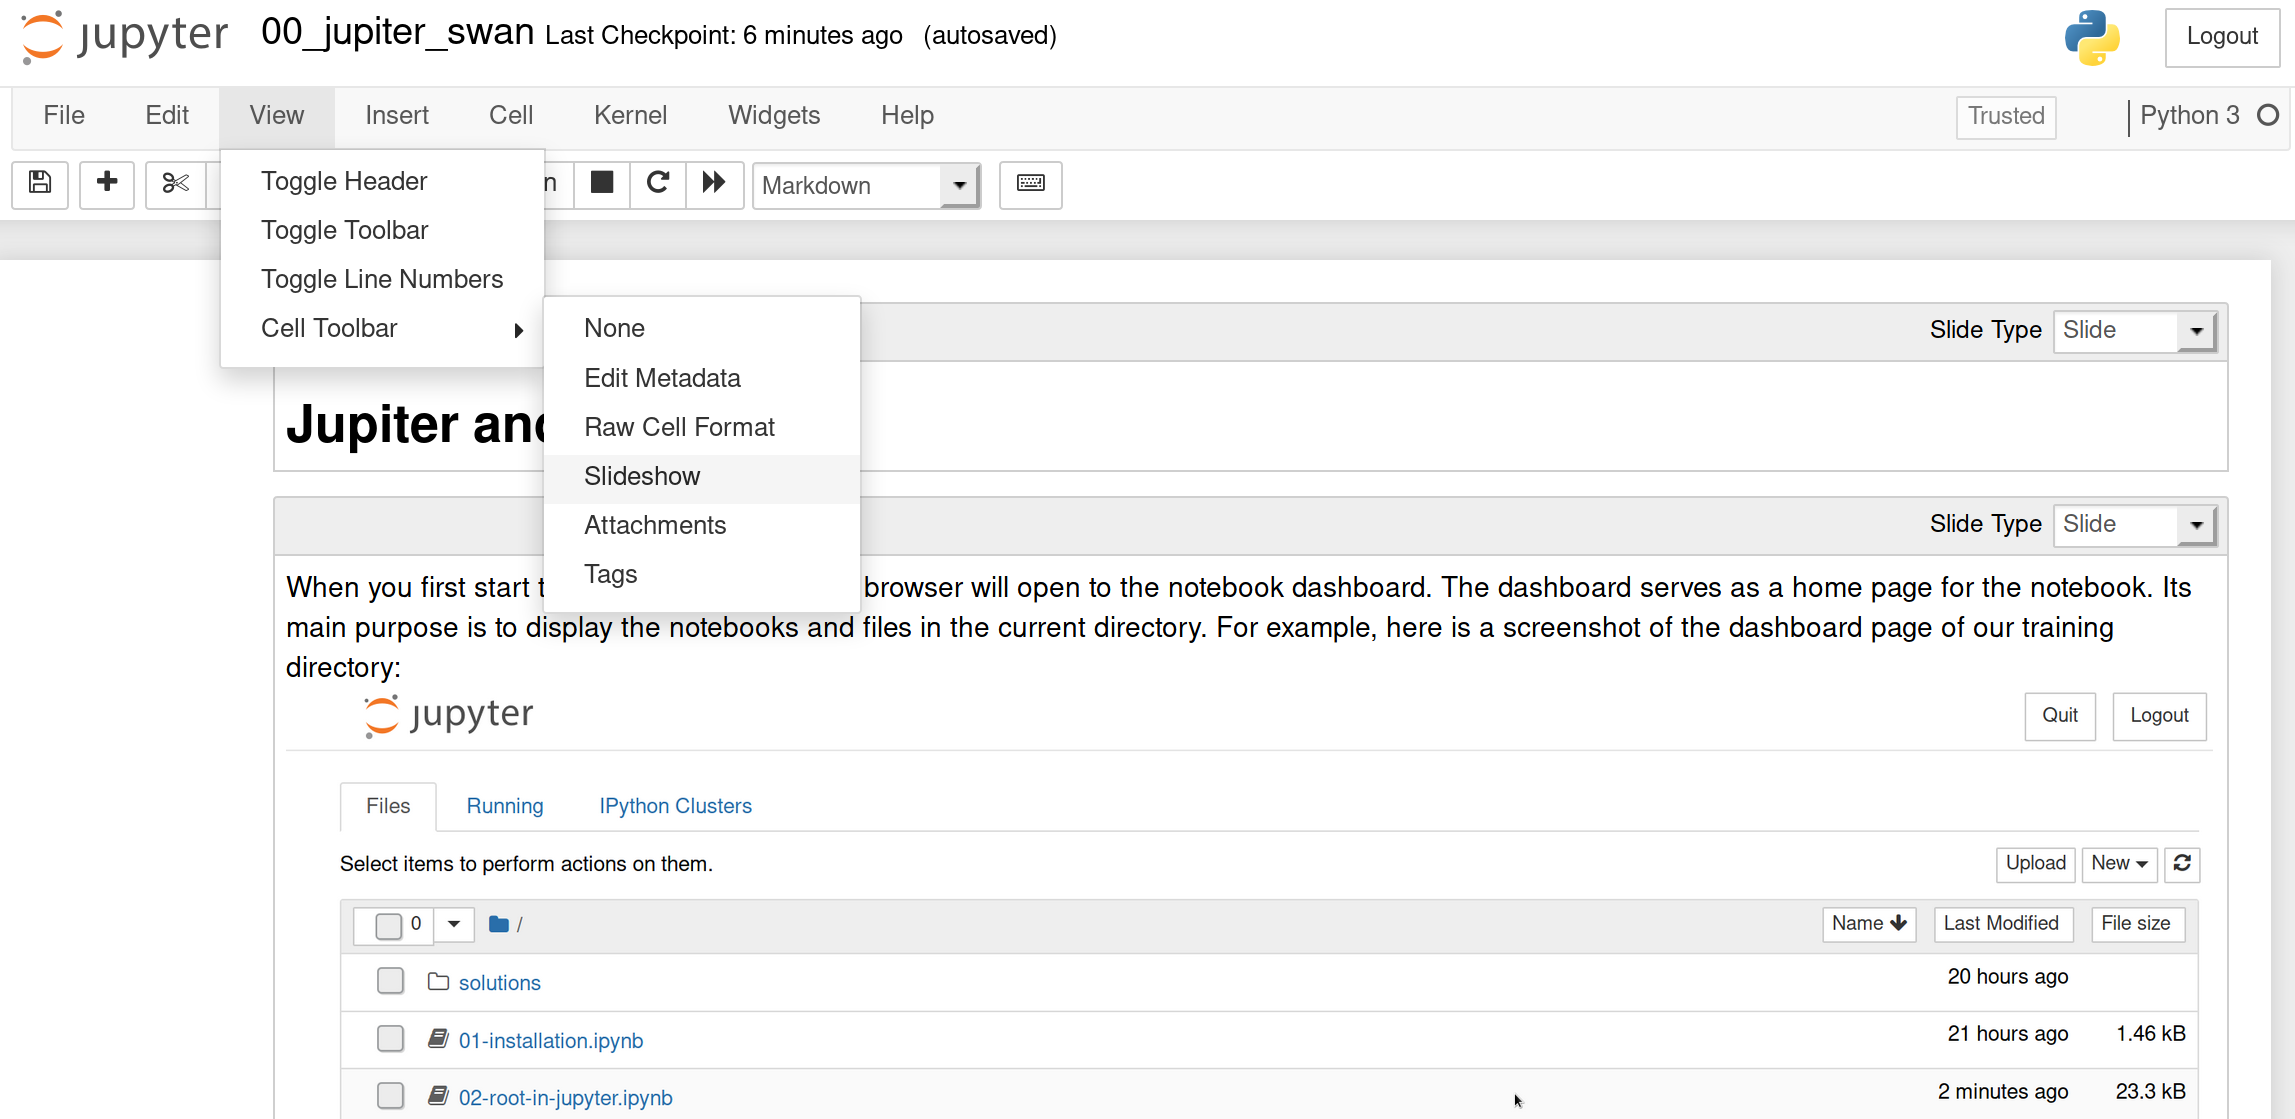 jupyter 00_jupiter_swan Last Checkpoint: 6 minutes ago (autosaved) Logout
File Edit View Insert Cell Kernel Widgets Help Trusted Python 3
Markdown
Toggle Header
Toggle Toolbar
Toggle Line Numbers
Cell Toolbar
None
Edit Metadata
Raw Cell Format
Slideshow
Attachments
Tags
Slide Type Slide
Jupiter
Slide Type Slide
When you first start browser will open to the notebook dashboard. The dashboard serves as a home page for the notebook. Its
main purpose is to display the notebooks and files in the current directory. For example, here is a screenshot of the dashboard page of our training
directory:
jupyter Quit Logout
Files Running IPython Clusters
Select items to perform actions on them. Upload New
0 / Name Last Modified File size
solutions 20 hours ago
01-installation.ipynb 21 hours ago 1.46 kB
02-root-in-jupyter.ipynb 2 minutes ago 23.3 kB